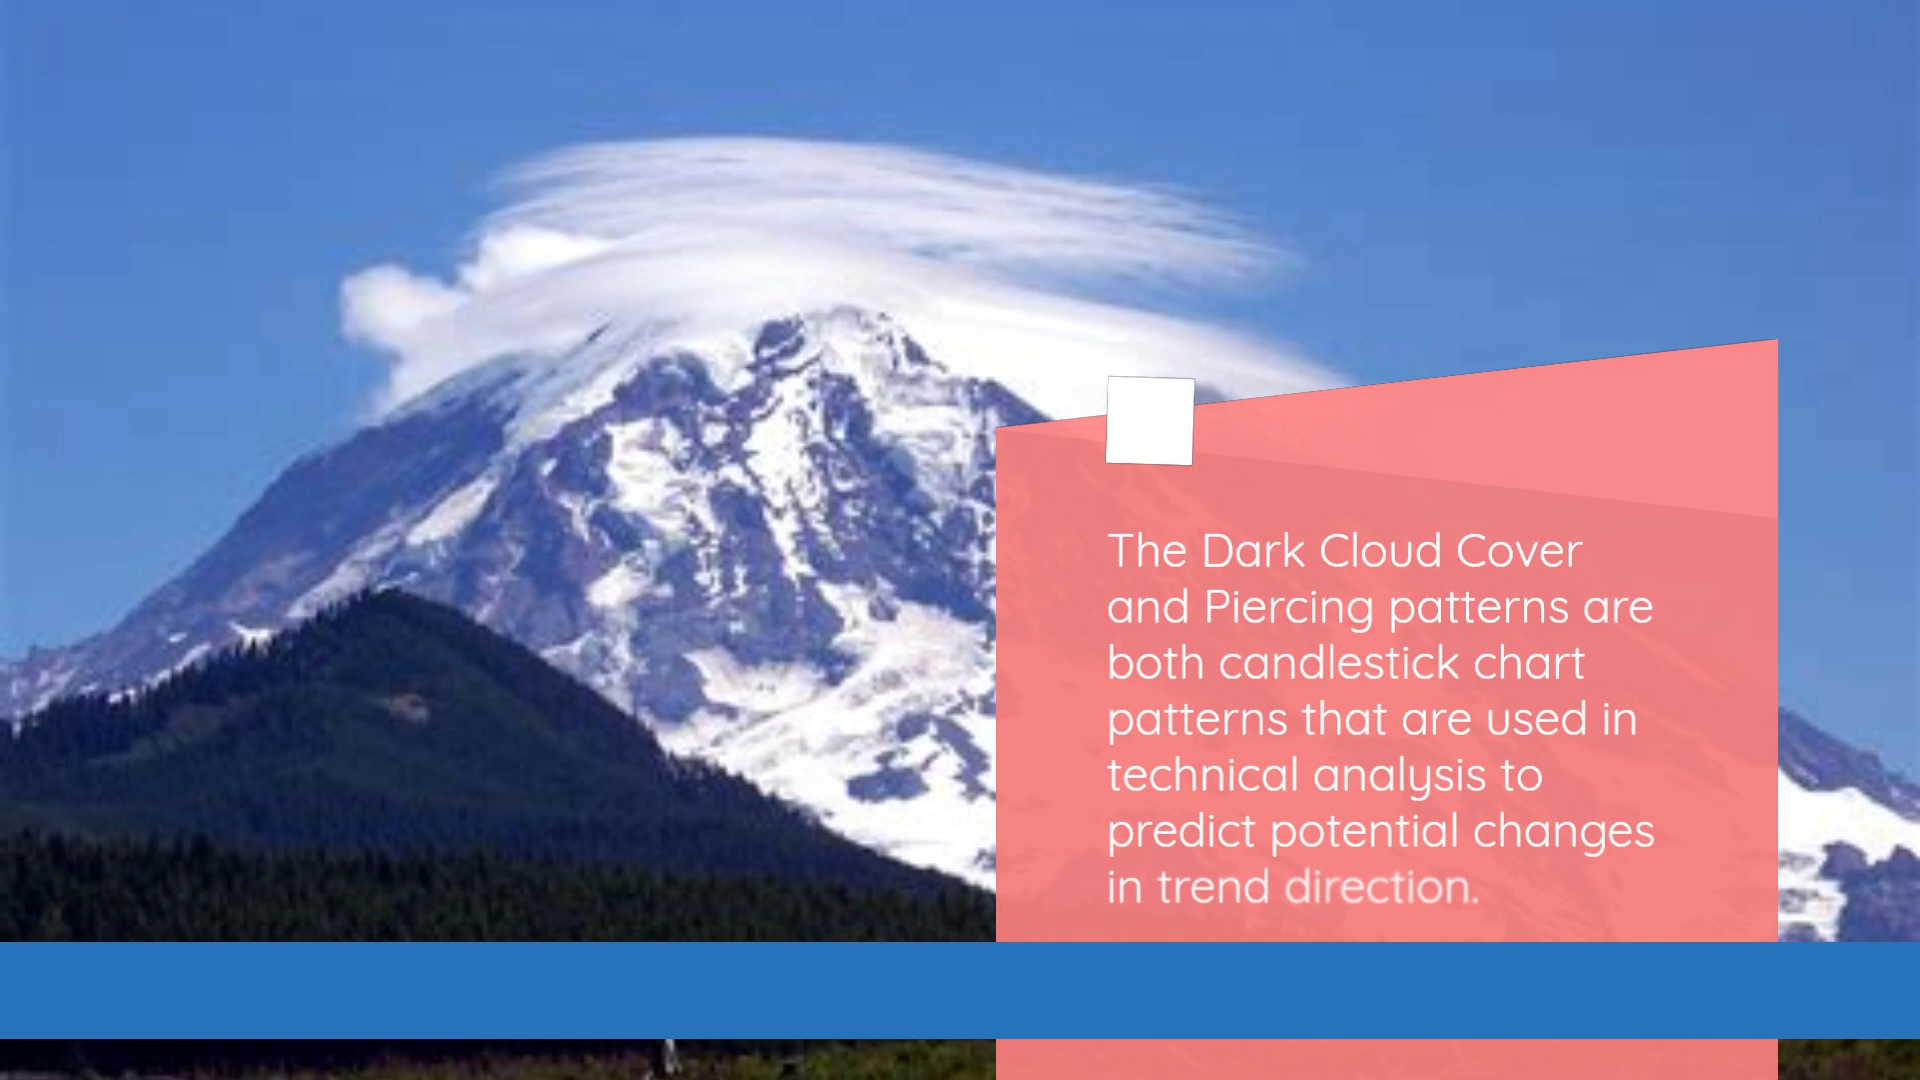 The Dark Cloud Cover
and Piercing patterns are
both candlestick chart
patterns that are used in
technical analysis to
predict potential changes
in trend direction.